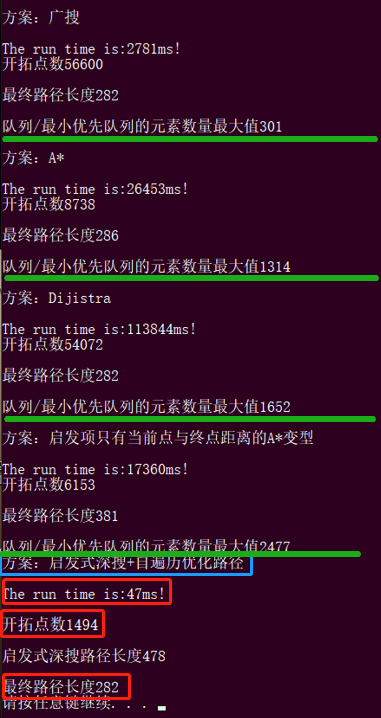 方案：广搜
The run time is:2781ms!
开拓点数56600
最终路径长度282
队列/最小优先队列的元素数量最大值301
方案：A*
The run time is:26453ms!
开拓点数8738
最终路径长度286
队列/最小优先队列的元素数量最大值1314
方案：Dijistra
The run time is:113844ms!
开拓点数54072
最终路径长度282
队列/最小优先队列的元素数量最大值1652
方案：启发项只有当前点与终点距离的A*变型
The run time is:17360ms!
开拓点数6153
最终路径长度381
队列/最小优先队列的元素数量最大值2477
方案：启发式深搜+自遍历优化路径
The run time is:47ms!
开拓点数1494
启发式深搜路径长度478
最终路径长度282
请按任意键继续. . .